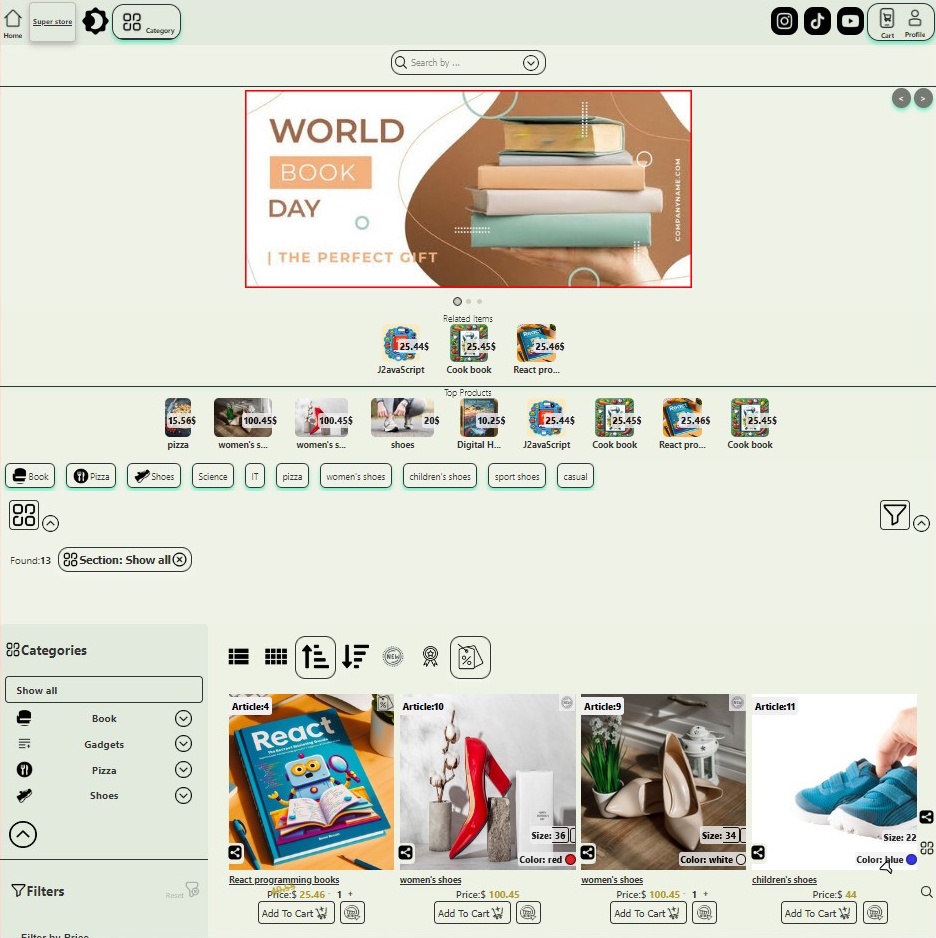 Home
Super store
Category
Cart
Profile
Search by ...
<
>
WORLD
BOOK
DAY
| THE PERFECT GIFT
COMPANYNAME.COM
Related Items
25.44$
25.45$
25.46$
J2avaScript
Cook book
React pro...
Top Products
15.56$
100.45$
100.45$
20$
10.25$
25.44$
25.45$
25.46$
25.45$
pizza
women's s...
women's s...
shoes
Digital H...
J2avaScript
Cook book
React pro...
Cook book
Book
Pizza
Shoes
Science
IT
pizza
women's shoes
children's shoes
sport shoes
casual
Found:13
Section: Show all
Categories
Show all
Book
Gadgets
Pizza
Shoes
Filters
Reset
Filter by Price
NEW
Article:4
React
React programming books
Price:$ 25.46 - 1 +
Add To Cart
Article:10
Size: 36
Color: red
women's shoes
Price:$ 100.45
Add To Cart
Article:9
Size: 34
Color: white
women's shoes
Price:$ 100.45 - 1 +
Add To Cart
Article:11
Size: 22
Color: blue
children's shoes
Price:$ 44
Add To Cart